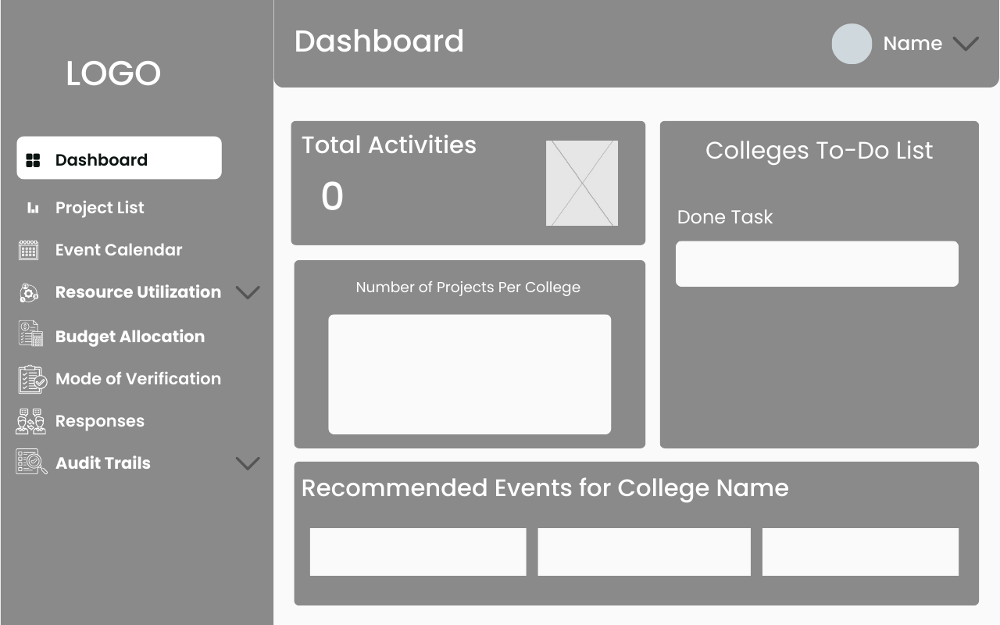 LOGO
Dashboard
Project List
Event Calendar
Resource Utilization
Budget Allocation
Mode of Verification
Responses
Audit Trails
Dashboard
Name
Total Activities
0
Number of Projects Per College
Colleges To-Do List
Done Task
Recommended Events for College Name